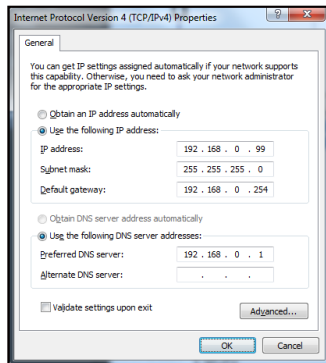 Internet Protocol Version 4 (TCP/IPv4) Properties
General
You can get IP settings assigned automatically if your network supports
this capability. Otherwise, you need to ask your network administrator
for the appropriate IP settings.
Obtain an IP address automatically
Use the following IP address:
IP address: 192 . 168 . 0 . 99
Subnet mask: 255 . 255 . 255 . 0
Default gateway: 192 . 168 . 0 . 254
Obtain DNS server address automatically
Use the following DNS server addresses:
Preferred DNS server: 192 . 168 . 0 . 1
Alternate DNS server: . . .
Validate settings upon exit
Advanced...
OK Cancel